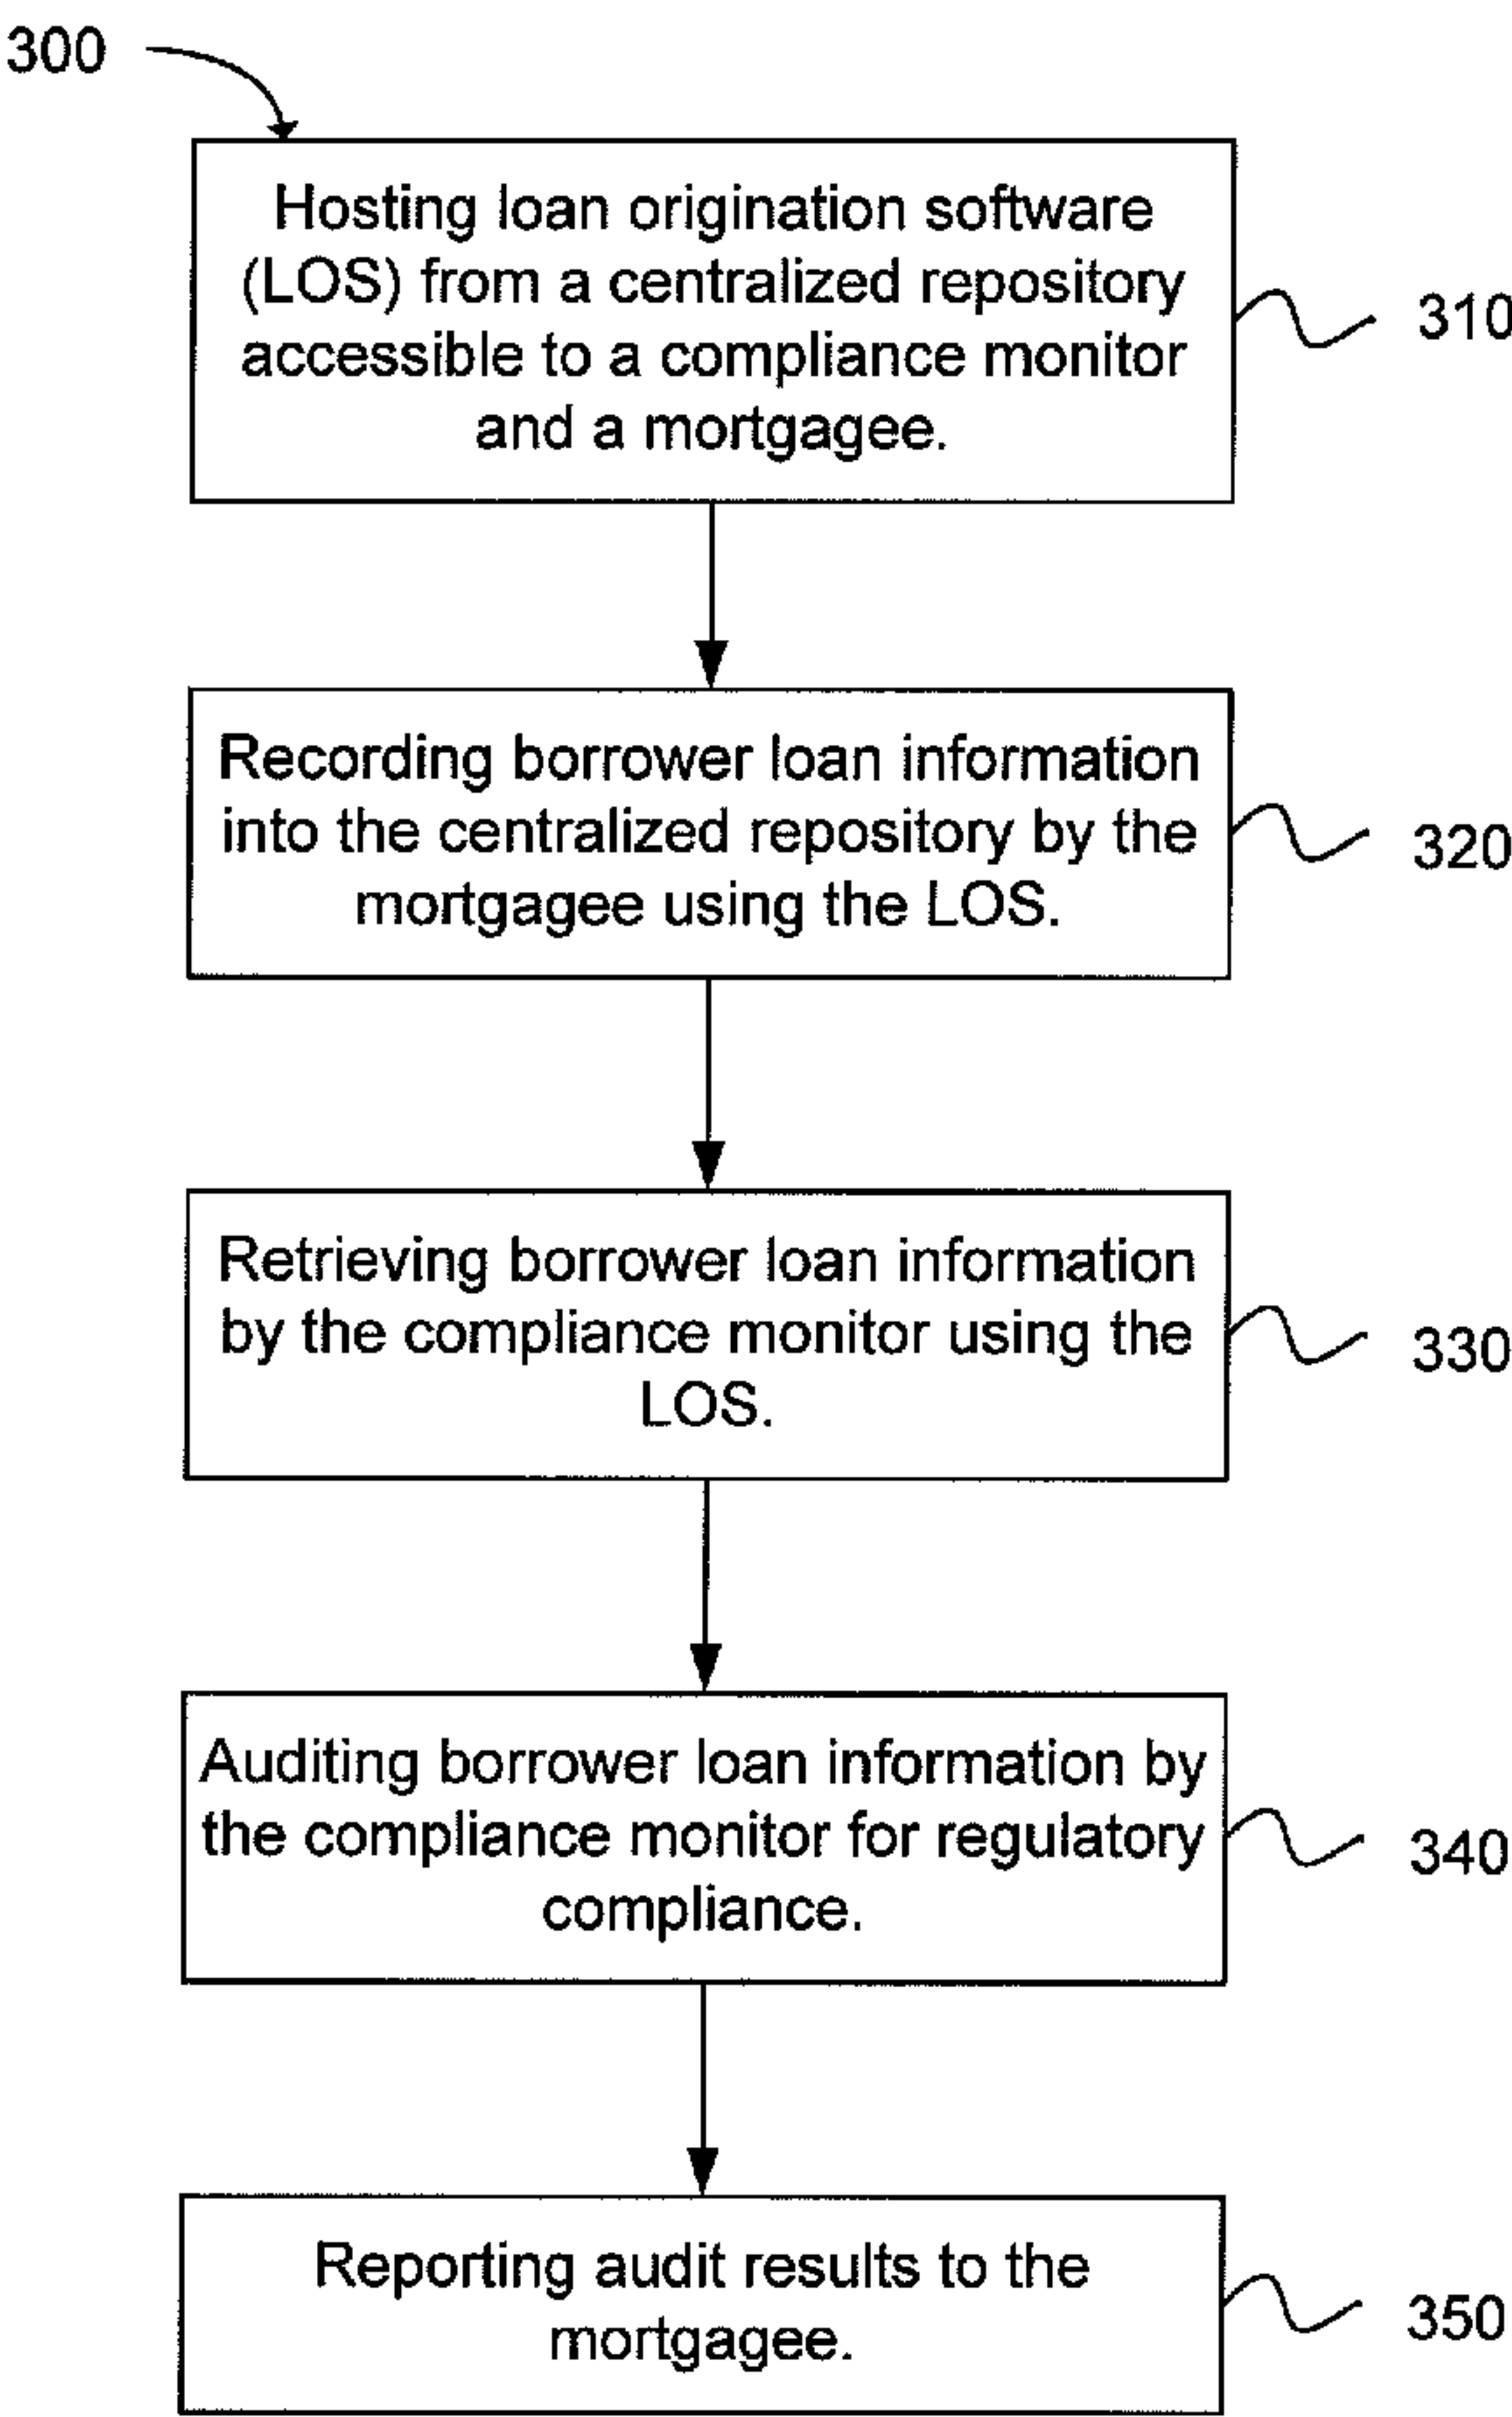 300
Hosting loan origination software
(LOS) from a centralized repository
accessible to a compliance monitor
and a mortgagee.
310
Recording borrower loan information
into the centralized repository by the
mortgagee using the LOS.
320
Retrieving borrower loan information
by the compliance monitor using the
LOS.
330
Auditing borrower loan information by
the compliance monitor for regulatory
compliance.
340
Reporting audit results to the
mortgagee.
350